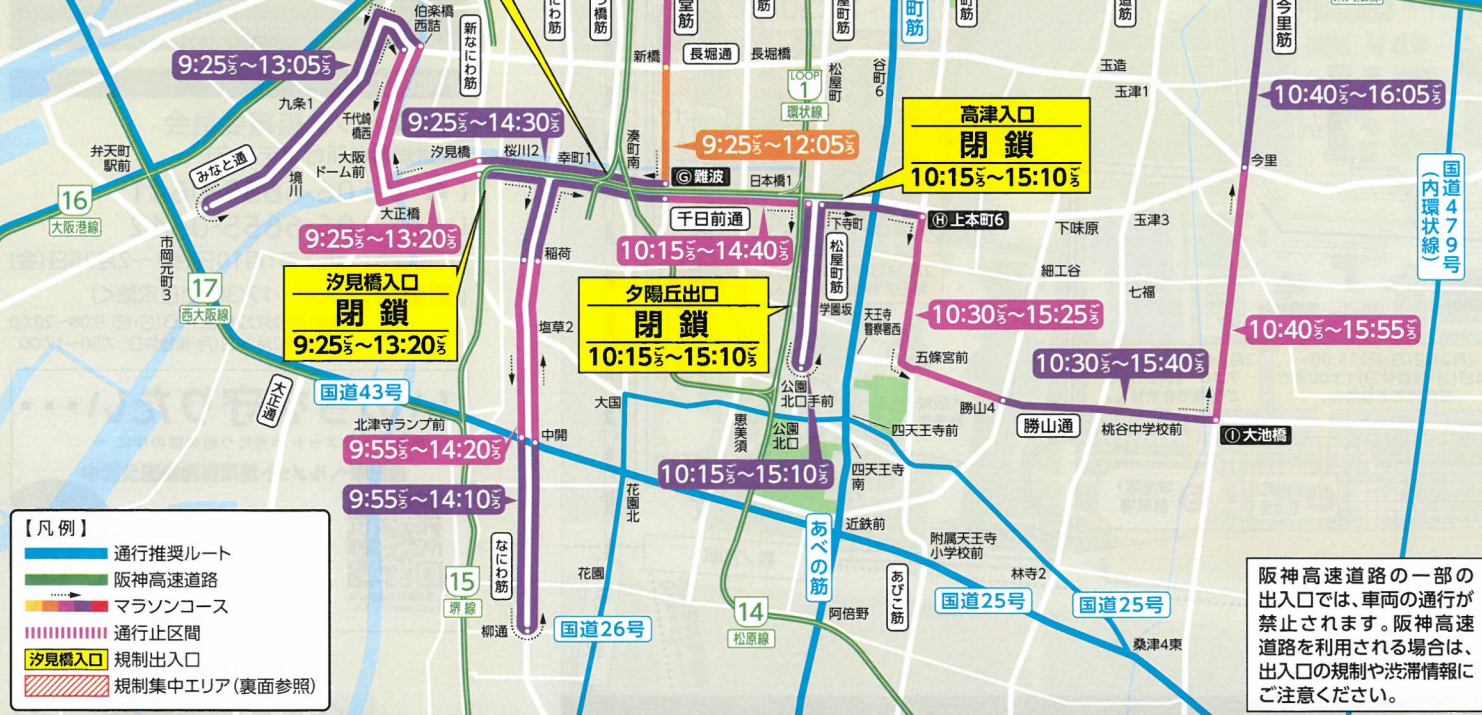 伯楽橋
西詰
新なにわ筋
にわ筋
つ橋筋
堂筋
筋
屋町筋
町筋
町筋
道筋
今里筋
9:25ごろ~13:05ごろ
新橋
長堀通
長堀橋
LOOP
1
環状線
松屋町
谷町6
玉造
玉津1
10:40ごろ~16:05ごろ
九条1
千代崎
橋西
9:25ごろ~14:30ごろ
汐見橋
桜川2
幸町1
湊町南
9:25ごろ~12:05ごろ
高津入口
閉鎖
10:15ごろ~15:10ごろ
弁天町
駅前
みなと通
境川
大阪
ドーム前
G難波
日本橋1
今里
国道479号
(内環状線)
16
大阪港線
大正橋
9:25ごろ~13:20ごろ
千日前通
下寺町
H上本町6
下味原
玉津3
10:15ごろ~14:40ごろ
市岡元町3
稲荷
松屋町筋
細工谷
汐見橋入口
閉鎖
9:25ごろ~13:20ごろ
夕陽丘出口
閉鎖
10:15ごろ~15:10ごろ
17
西大阪線
七福
学園坂
天王寺
警察署西
10:30ごろ~15:25ごろ
10:40ごろ~15:55ごろ
塩草2
五條宮前
10:30ごろ~15:40ごろ
大正通
国道43号
大国
公園
北口手前
勝山4
勝山通
桃谷中学校前
I大池橋
北津守ランプ前
中開
恵美須
公園
北口
四天王寺前
9:55ごろ~14:20ごろ
10:15ごろ~15:10ごろ
四天王寺
南
9:55ごろ~14:10ごろ
花園北
あべの筋
近鉄前
附属天王寺
小学校前
【凡例】
通行推奨ルート
阪神高速道路
マラソンコース
通行止区間
汐見橋入口 規制出入口
規制集中エリア(裏面参照)
なにわ筋
15
堺線
花園
柳通
国道26号
14
松原線
阿倍野
あびこ筋
林寺2
国道25号
国道25号
桑津4東
阪神高速道路の一部の
出入口では、車両の通行が
禁止されます。阪神高速
道路を利用される場合は、
出入口の規制や渋滞情報に
ご注意ください。